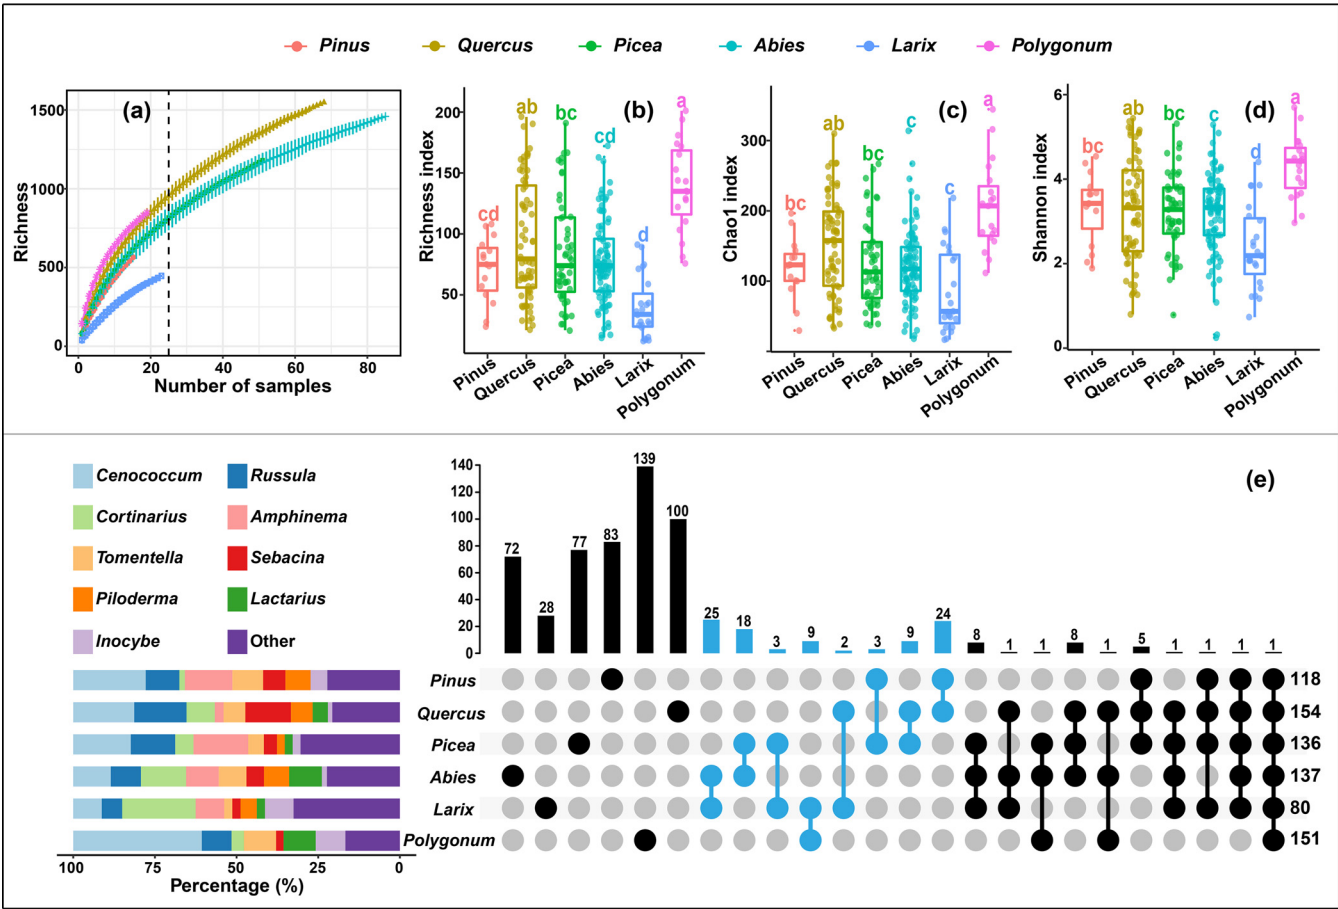 Pinus Quercus Picea Abies Larix Polygonum
(a)
Richness
1500
1000
500
0
0 20 40 60 80
Number of samples
(b)
Richness index
200
150
100
50
cd ab bc cd d a
Pinus Quercus Picea Abies Larix Polygonum
(c)
Chao1 index
300
200
100
bc ab bc c c a
Pinus Quercus Picea Abies Larix Polygonum
(d)
Shannon index
6
4
2
0
bc ab bc c d a
Pinus Quercus Picea Abies Larix Polygonum
Cenococcum Russula
Cortinarius Amphinema
Tomentella Sebacina
Piloderma Lactarius
Inocybe Other
100 75 50 25 0
Percentage (%)
(e)
140
120
100
80
60
40
20
0
72 28 77 83 139 100 25 18 3 9 2 3 9 24 8 1 1 8 1 5 1 1 1 1
Pinus 118
Quercus 154
Picea 136
Abies 137
Larix 80
Polygonum 151